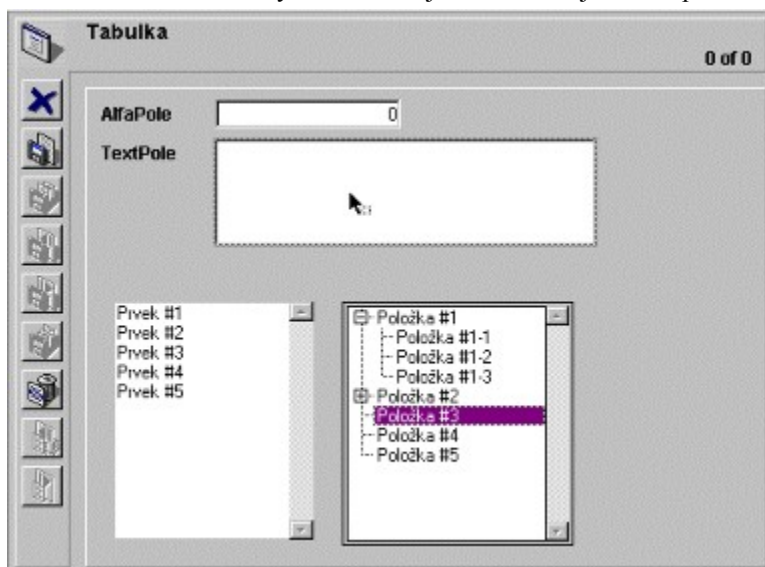 Tabulka
0 of 0
AlfaPole 0
TextPole
Prvek #1
Prvek #2
Prvek #3
Prvek #4
Prvek #5
Položka #1
Položka #1-1
Položka #1-2
Položka #1-3
Položka #2
Položka #3
Položka #4
Položka #5